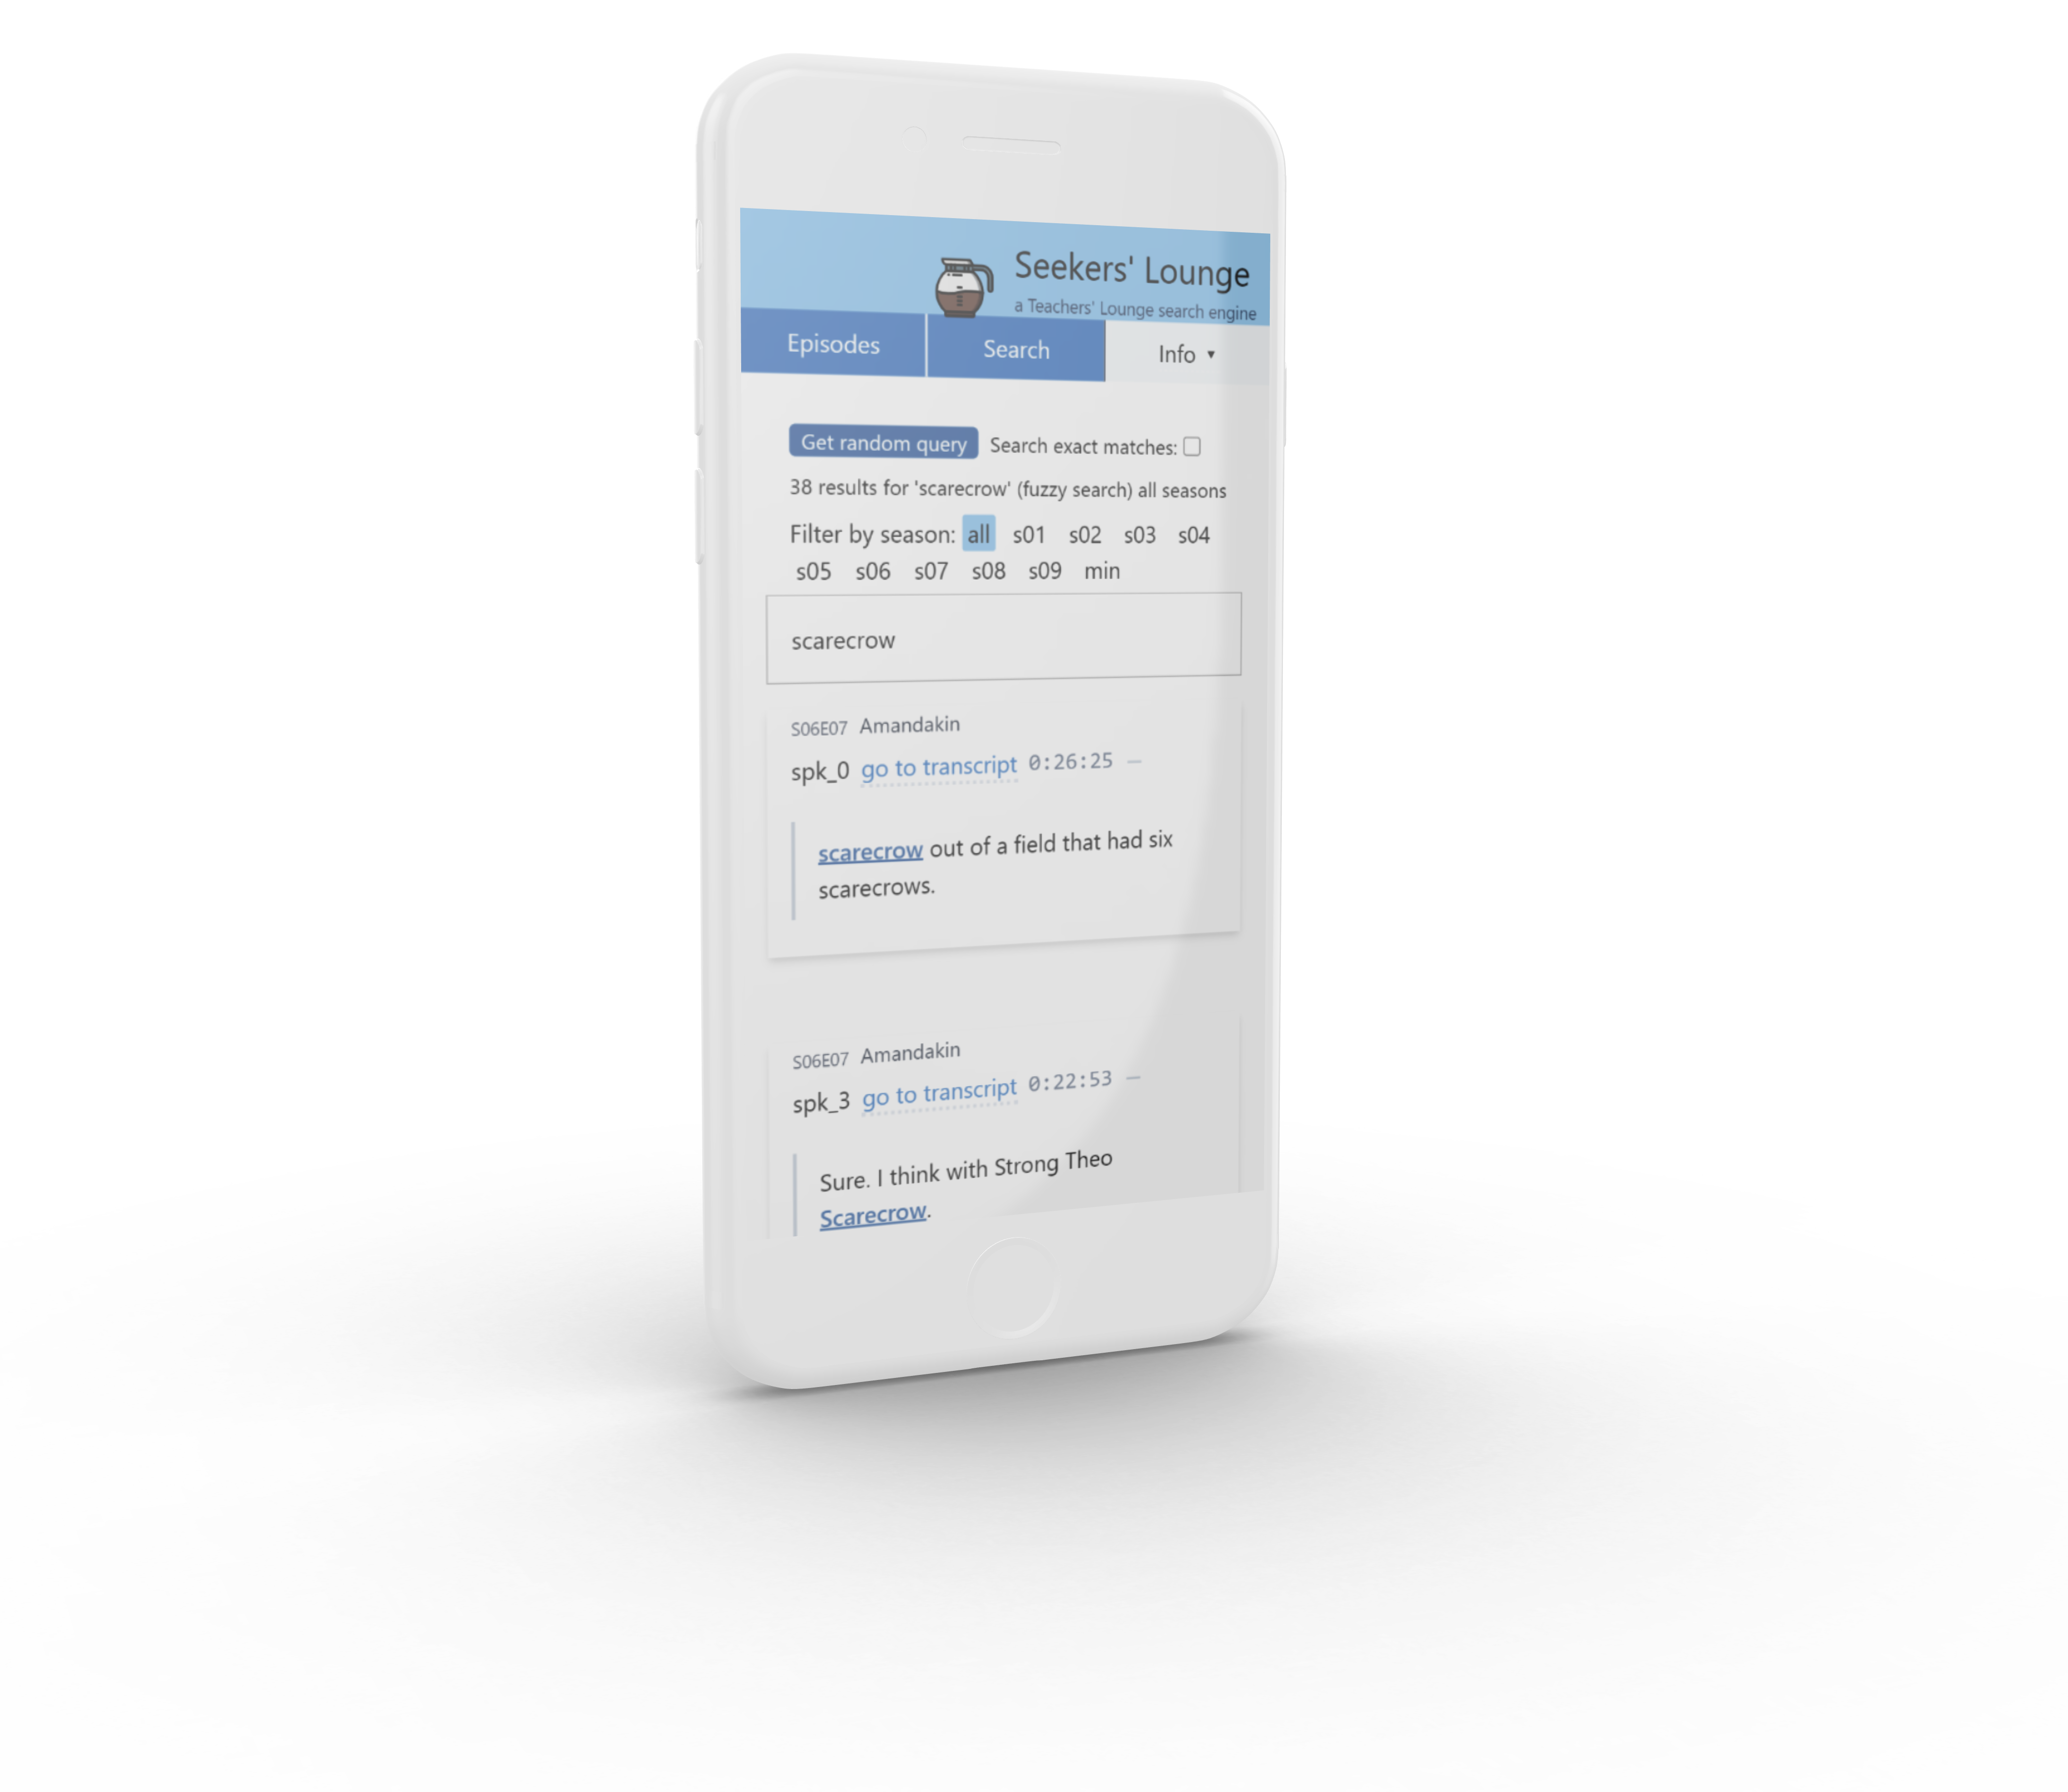 Seekers' Lounge
a Teachers' Lounge search engine
Episodes Search Info ▾
Get random query Search exact matches:
38 results for 'scarecrow' (fuzzy search) all seasons
Filter by season: all s01 s02 s03 s04
s05 s06 s07 s08 s09 min
scarecrow
S06E07 Amandakin
spk_0 go to transcript 0:26:25 —
scarecrow out of a field that had six
scarecrows.
S06E07 Amandakin
spk_3 go to transcript 0:22:53 —
Sure. I think with Strong Theo
Scarecrow.